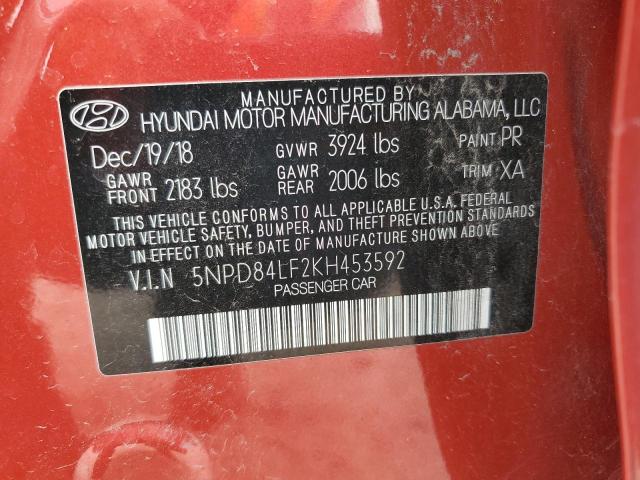 MANUFACTURED BY
HYUNDAI MOTOR MANUFACTURING ALABAMA, LLC
Dec/19/18 GVWR 3924 lbs PAINT PR
GAWR FRONT 2183 lbs GAWR REAR 2006 lbs TRIM XA
THIS VEHICLE CONFORMS TO ALL APPLICABLE U.S.A. FEDERAL
MOTOR VEHICLE SAFETY, BUMPER, AND THEFT PREVENTION STANDARDS
IN EFFECT ON THE DATE OF MANUFACTURE SHOWN ABOVE.
V.I.N 5NPD84LF2KH453592
PASSENGER CAR